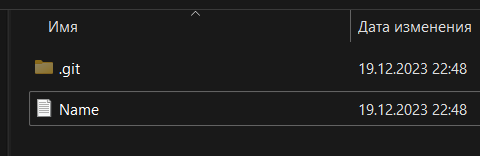 Имя Дата изменения
.git 19.12.2023 22:48
Name 19.12.2023 22:48